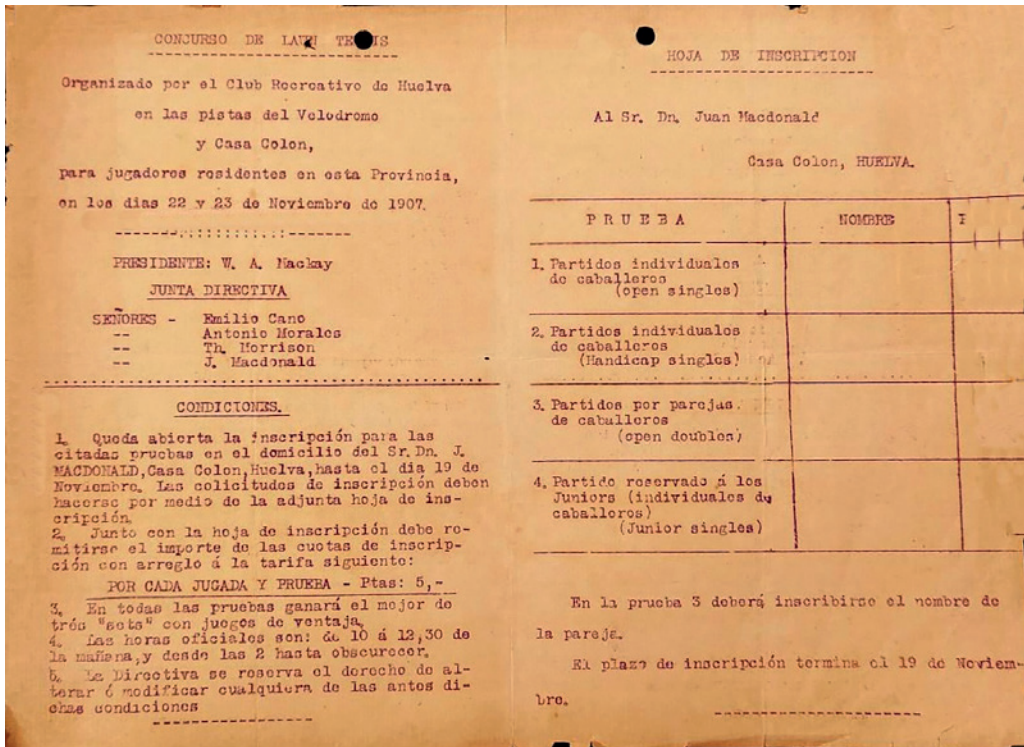 CONCURSO DE LAWN TENNIS
Organizado por el Club Recreativo de Huelva
en las pistas del Velodromo
y Casa Colon,
para jugadores residentes en esta Provincia,
en los dias 22 y 23 de Noviembre de 1907.
PRESIDENTE: W. A. Mackay
JUNTA DIRECTIVA
SEÑORES - Emilio Cano
-- Antonio Morales
-- Th. Morrison
-- J. Macdonald
CONDICIONES.
1. Queda abierta la inscripción para las
citadas pruebas en el domicilio del Sr. Dn. J.
MACDONALD, Casa Colon, Huelva, hasta el dia 19 de
Noviembre. Las solicitudes de inscripción deben
hacerse por medio de la adjunta hoja de ins-
cripción.
2. Junto con la hoja de inscripción debe re-
mitirse el importe de las cuotas de inscrip-
ción con arreglo á la tarifa siguiente:
POR CADA JUGADA Y PRUEBA - Ptas: 5,-
3. En todas las pruebas ganará el mejor de
trés "sets" con juegos de ventaja.
4. Las horas oficiales son: de 10 á 12,30 de
la mañana, y desde las 2 hasta obscurecer.
5. La Directiva se reserva el derecho de al-
terar ó modificar cualquiera de las antes di-
chas condiciones
HOJA DE INSCRIPCION
Al Sr. Dn. Juan Macdonald
Casa Colon, HUELVA.
PRUEBA NOMBRE
1. Partidos individuales
de caballeros
(open singles)
2. Partidos individuales
de caballeros
(Handicap singles)
3. Partidos por parejas.
de caballeros
(open doubles)
4. Partido reservado á los
Juniors (individuales de
caballeros)
(Junior singles)
En la prueba 3 deberá inscribirse el nombre de
la pareja.
El plazo de inscripción termina el 19 de Noviem-
bre.